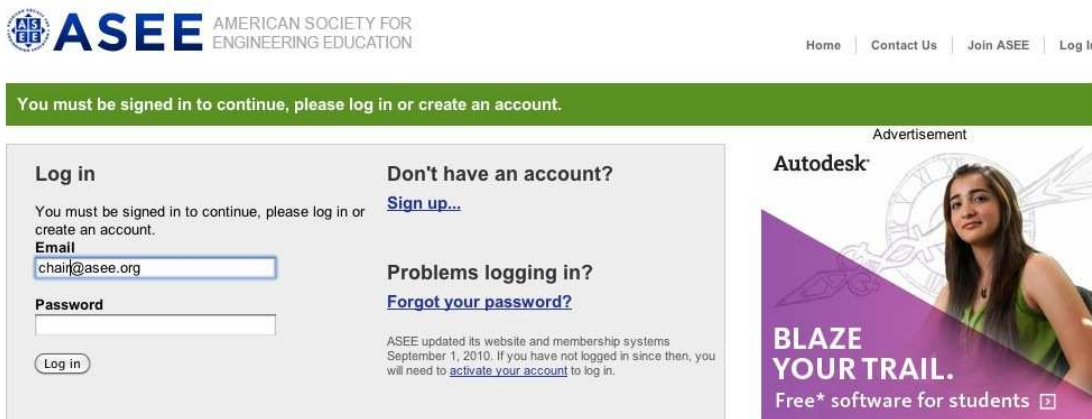 ASEE AMERICAN SOCIETY FOR
ENGINEERING EDUCATION
Home Contact Us Join ASEE Log In
You must be signed in to continue, please log in or create an account.
Log in
You must be signed in to continue, please log in or
create an account.
Email
chair@asee.org
Password
Log in
Don't have an account?
Sign up...
Problems logging in?
Forgot your password?
ASEE updated its website and membership systems
September 1, 2010. If you have not logged in since then, you
will need to activate your account to log in.
Advertisement
Autodesk
BLAZE
YOUR TRAIL.
Free* software for students